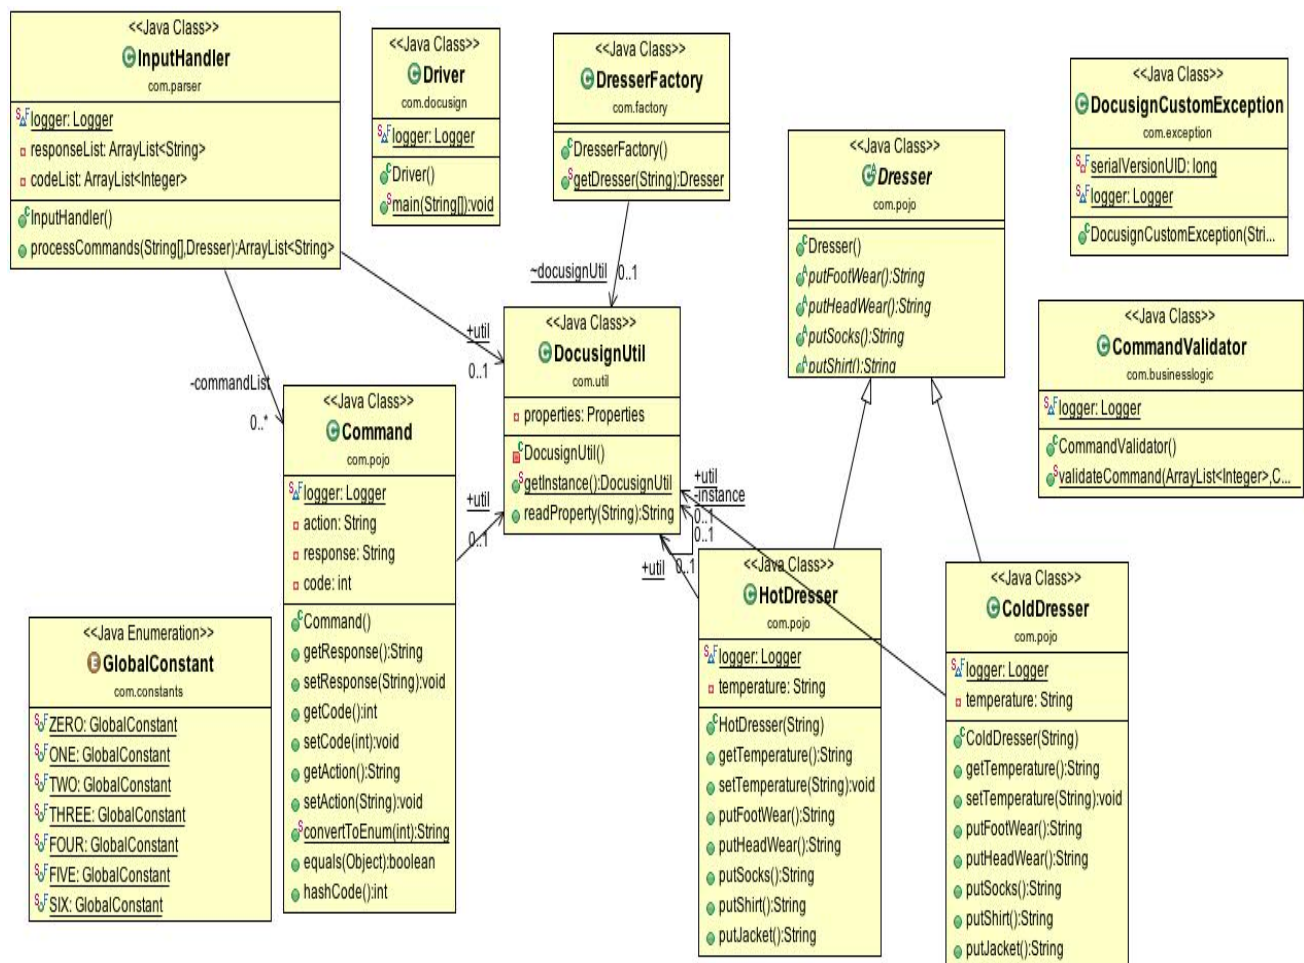 <<Java Class>>
InputHandler
com.parser
logger: Logger
responseList: ArrayList<String>
codeList: ArrayList<Integer>
InputHandler()
processCommands(String[],Dresser):ArrayList<String>
<<Java Class>>
Driver
com.docusign
logger: Logger
Driver()
main(String[]):void
<<Java Class>>
DresserFactory
com.factory
DresserFactory()
getDresser(String):Dresser
<<Java Class>>
Dresser
com.pojo
Dresser()
putFootWear():String
putHeadWear():String
putSocks():String
putShirt():String
<<Java Class>>
DocusignCustomException
com.exception
serialVersionUID: long
logger: Logger
DocusignCustomException(Stri...
<<Java Class>>
CommandValidator
com.businesslogic
logger: Logger
CommandValidator()
validateCommand(ArrayList<Integer>,C...
~docusignUtil 0..1
+util
0..1
-commandList
0..*
<<Java Class>>
DocusignUtil
com.util
properties: Properties
DocusignUtil()
getInstance():DocusignUtil
readProperty(String):String
+util
0..1
+util
-instance
0..1
0..1
+util 0..1
<<Java Class>>
Command
com.pojo
logger: Logger
action: String
response: String
code: int
Command()
getResponse():String
setResponse(String):void
getCode():int
setCode(int):void
getAction():String
setAction(String):void
convertToEnum(int):String
equals(Object):boolean
hashCode():int
<<Java Enumeration>>
GlobalConstant
com.constants
ZERO: GlobalConstant
ONE: GlobalConstant
TWO: GlobalConstant
THREE: GlobalConstant
FOUR: GlobalConstant
FIVE: GlobalConstant
SIX: GlobalConstant
<<Java Class>>
HotDresser
com.pojo
logger: Logger
temperature: String
HotDresser(String)
getTemperature():String
setTemperature(String):void
putFootWear():String
putHeadWear():String
putSocks():String
putShirt():String
putJacket():String
<<Java Class>>
ColdDresser
com.pojo
logger: Logger
temperature: String
ColdDresser(String)
getTemperature():String
setTemperature(String):void
putFootWear():String
putHeadWear():String
putSocks():String
putShirt():String
putJacket():String